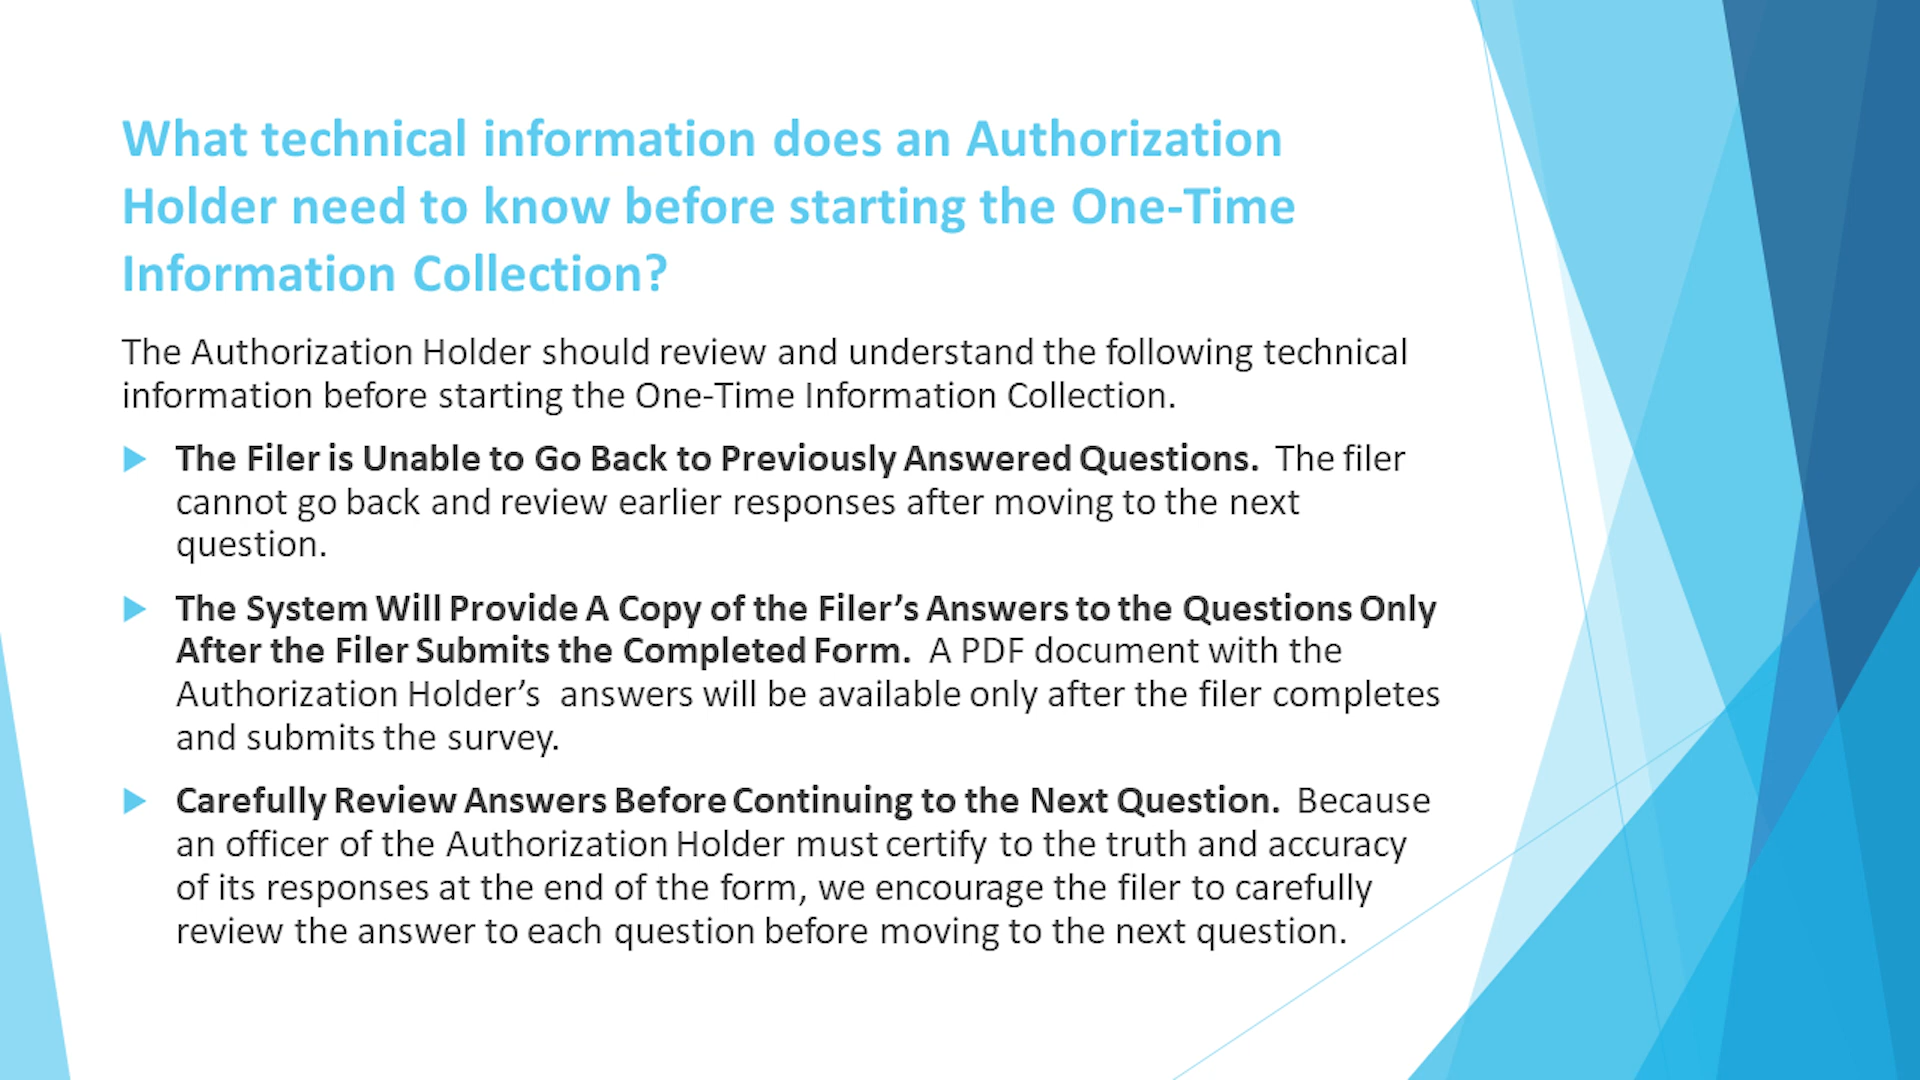 What technical information does an Authorization
Holder need to know before starting the One-Time
Information Collection?
The Authorization Holder should review and understand the following technical
information before starting the One-Time Information Collection.
The Filer is Unable to Go Back to Previously Answered Questions. The filer
cannot go back and review earlier responses after moving to the next
question.
The System Will Provide A Copy of the Filer’s Answers to the Questions Only
After the Filer Submits the Completed Form. A PDF document with the
Authorization Holder’s answers will be available only after the filer completes
and submits the survey.
Carefully Review Answers Before Continuing to the Next Question. Because
an officer of the Authorization Holder must certify to the truth and accuracy
of its responses at the end of the form, we encourage the filer to carefully
review the answer to each question before moving to the next question.